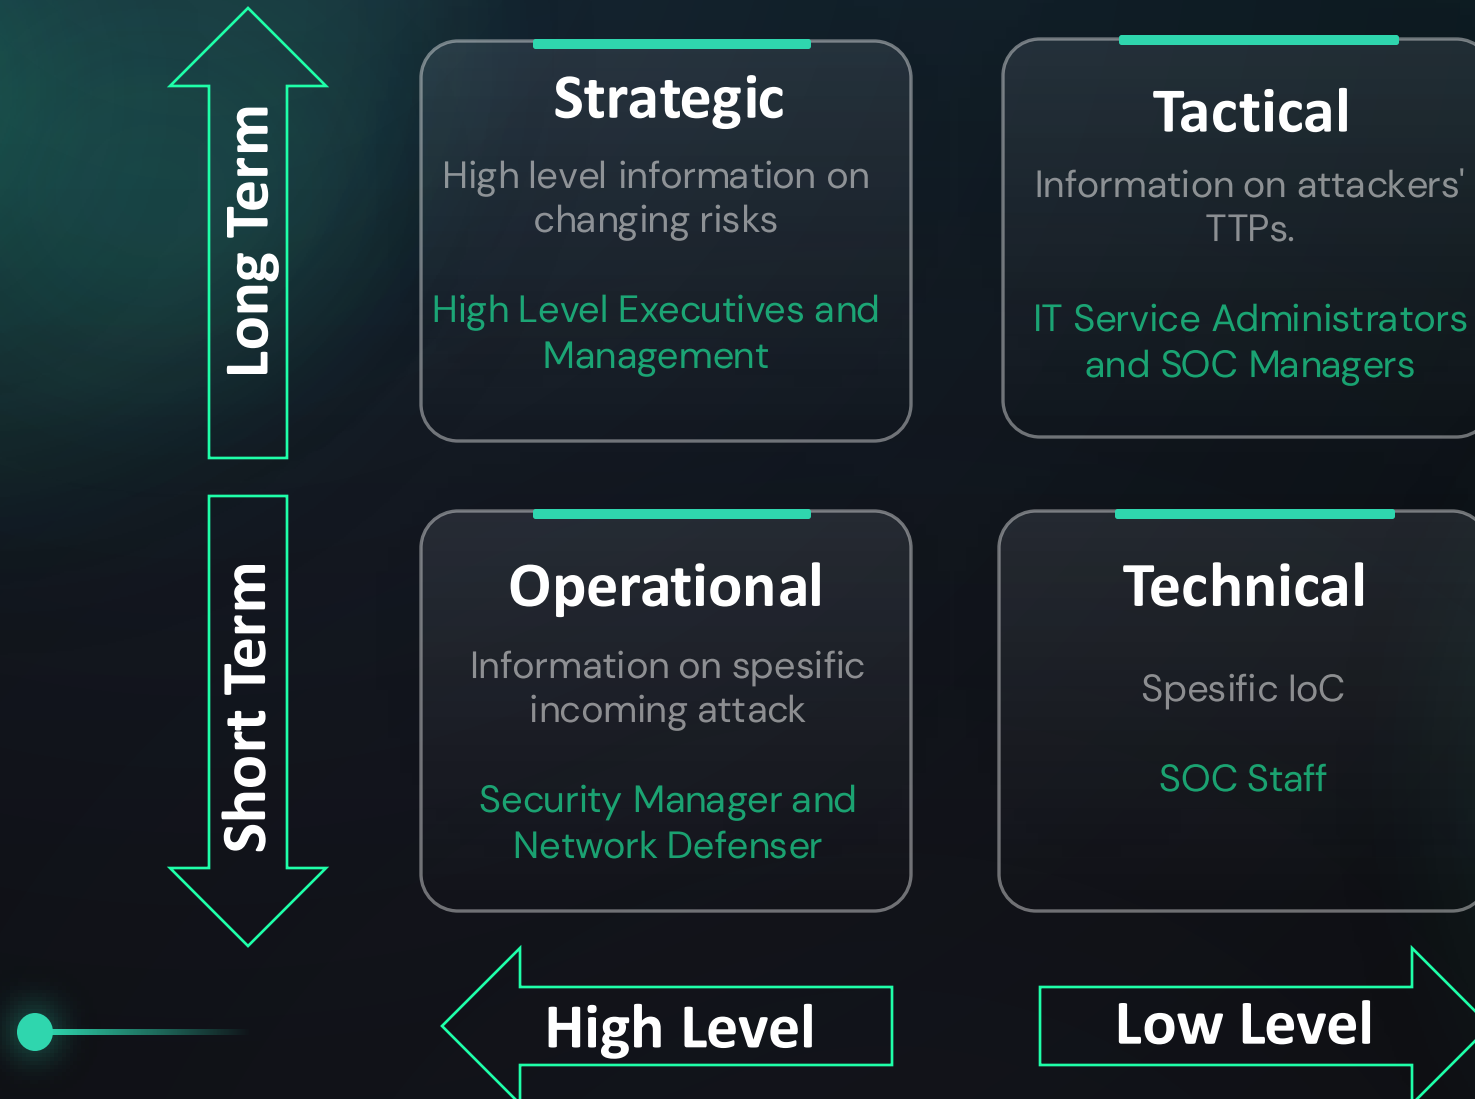 Long Term
Strategic
High level information on
changing risks
High Level Executives and
Management
Tactical
Information on attackers'
TTPs.
IT Service Administrators
and SOC Managers
Short Term
Operational
Information on spesific
incoming attack
Security Manager and
Network Defenser
Technical
Spesific IoC
SOC Staff
High Level
Low Level